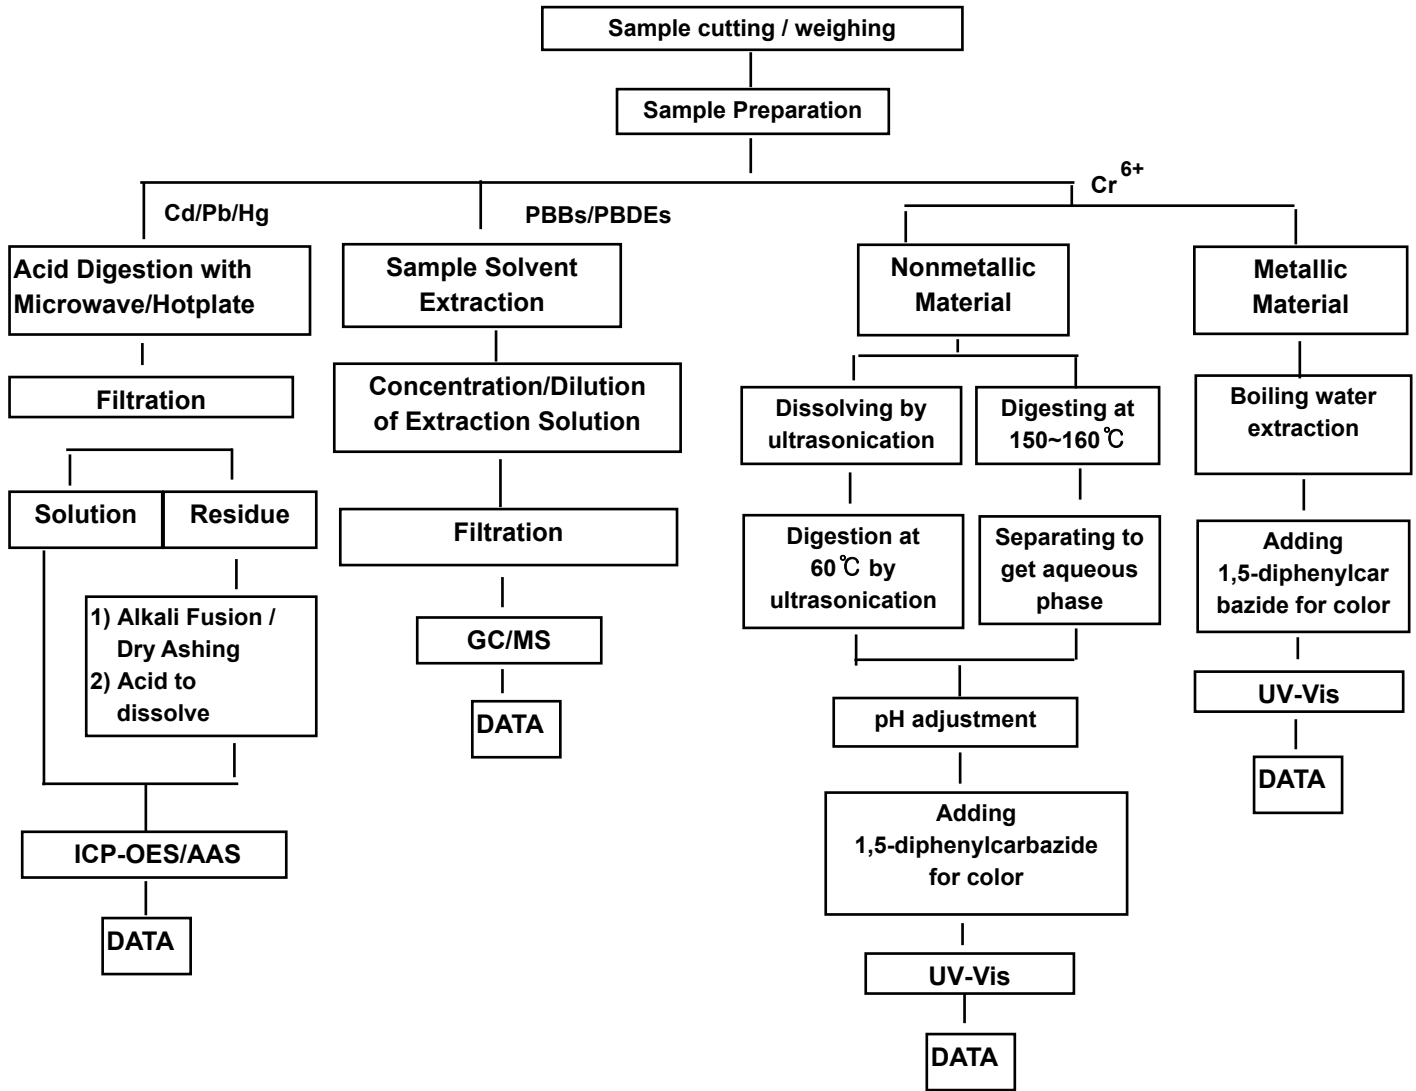 Sample cutting / weighing
Sample Preparation
Cr 6+
Cd/Pb/Hg
PBBs/PBDEs
Acid Digestion with
Microwave/Hotplate
Filtration
Solution
Residue
1) Alkali Fusion /
Dry Ashing
2) Acid to
dissolve
ICP-OES/AAS
DATA
Sample Solvent
Extraction
Concentration/Dilution
of Extraction Solution
Filtration
GC/MS
DATA
Nonmetallic
Material
Dissolving by
ultrasonication
Digestion at
60℃ by
ultrasonication
Digesting at
150~160℃
Separating to
get aqueous
phase
pH adjustment
Adding
1,5-diphenylcarbazide
for color
UV-Vis
DATA
Metallic
Material
Boiling water
extraction
Adding
1,5-diphenylcar
bazide for color
UV-Vis
DATA